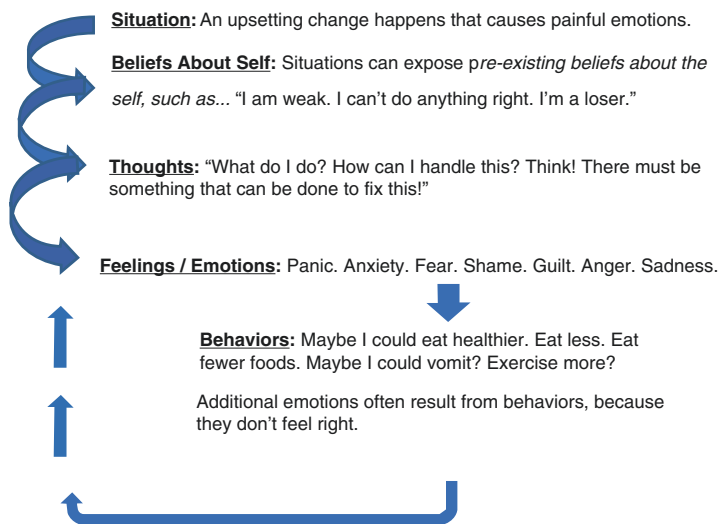 Situation: An upsetting change happens that causes painful emotions.
Beliefs About Self: Situations can expose pre-existing beliefs about the
self, such as... “I am weak. I can’t do anything right. I’m a loser.”
Thoughts: “What do I do? How can I handle this? Think! There must be
something that can be done to fix this!”
Feelings / Emotions: Panic. Anxiety. Fear. Shame. Guilt. Anger. Sadness.
Behaviors: Maybe I could eat healthier. Eat less. Eat
fewer foods. Maybe I could vomit? Exercise more?
Additional emotions often result from behaviors, because
they don’t feel right.